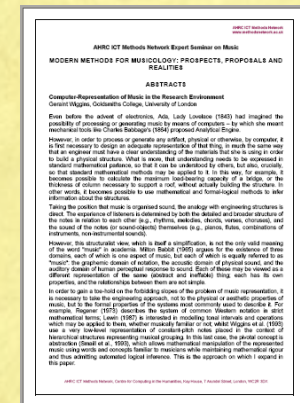 AHRC ICT Methods Network
www.methodsnetwork.ac.uk
AHRC ICT Methods Network Expert Seminar on Music
MODERN METHODS FOR MUSICOLOGY: PROSPECTS, PROPOSALS AND
REALITIES
ABSTRACTS
Computer-Representation of Music in the Research Environment
Geraint Wiggins, Goldsmiths College, University of London
Even before the advent of electronics, Ada, Lady Lovelace (1843) had imagined the
possibility of processing or generating music by means of computers – by which she meant
mechanical tools like Charles Babbage's (1864) proposed Analytical Engine.
However, in order to process or generate any artifact, physical or otherwise, by computer, it
is first necessary to design an adequate representation of that thing, in much the same way
that an engineer must have a clear understanding of the materials that she is using in order
to build a physical structure. What is more, that understanding needs to be expressed in
standard mathematical parlance, so that it can be understood by others, but also, crucially,
so that standard mathematical methods may be applied to it. In this way, for example, it
becomes possible to calculate the maximum load-bearing capacity of a bridge, or the
thickness of column necessary to support a roof, without actually building the structure. In
other words, it becomes possible to use mathematical and formal-logical methods to infer
information about the structures.
Taking the position that music is organised sound, the analogy with engineering structures is
direct. The experience of listeners is determined by both the detailed and broader structure of
the notes in relation to each other (e.g., rhythms, melodies, chords, verses, choruses), and
the sound of the notes (or sound-objects) themselves (e.g., pianos, flutes, combinations of
instruments, non-instrumental sounds).
However, this structuralist view, which is itself a simplification, is not the only valid meaning
of the word "music" in academia. Milton Babbitt (1965) argues for the existence of three
domains, each of which is one aspect of music, but each of which is equally referred to as
"music": the graphemic domain of notation, the acoustic domain of physical sound, and the
auditory domain of human perceptual response to sound. Each of these may be viewed as a
different representation of the same (abstract and ineffable) thing; each has its own
properties, and the relationships between them are not simple.
In order to gain a toe-hold on the forbidding slopes of the problem of music representation, it
is necessary to take the engineering approach, not to the physical or aesthetic properties of
music, but to the formal properties of the systems most commonly used to describe it. For
example, Regener (1973) describes the system of common Western notation in strict
mathematical terms; Lewin (1987) is interested in modelling tonal intervals and operations
which may be applied to them, whether musically familiar or not; whilst Wiggins et al. (1993)
use a very low-level representation of constant-pitch notes placed in the context of
hierarchical structures representing musical grouping. In this last case, the pivotal concept is
abstraction (Smaill et al., 1993), which allows mathematical manipulation of the represented
music using words and concepts familiar to musicians while maintaining mathematical rigour
and thus admitting automated logical inference. This is the approach on which I expand in
this paper.
AHRC ICT Methods Network, Centre for Computing in the Humanities, Kay House, 7 Arundel Street, London, WC2R 3DX.